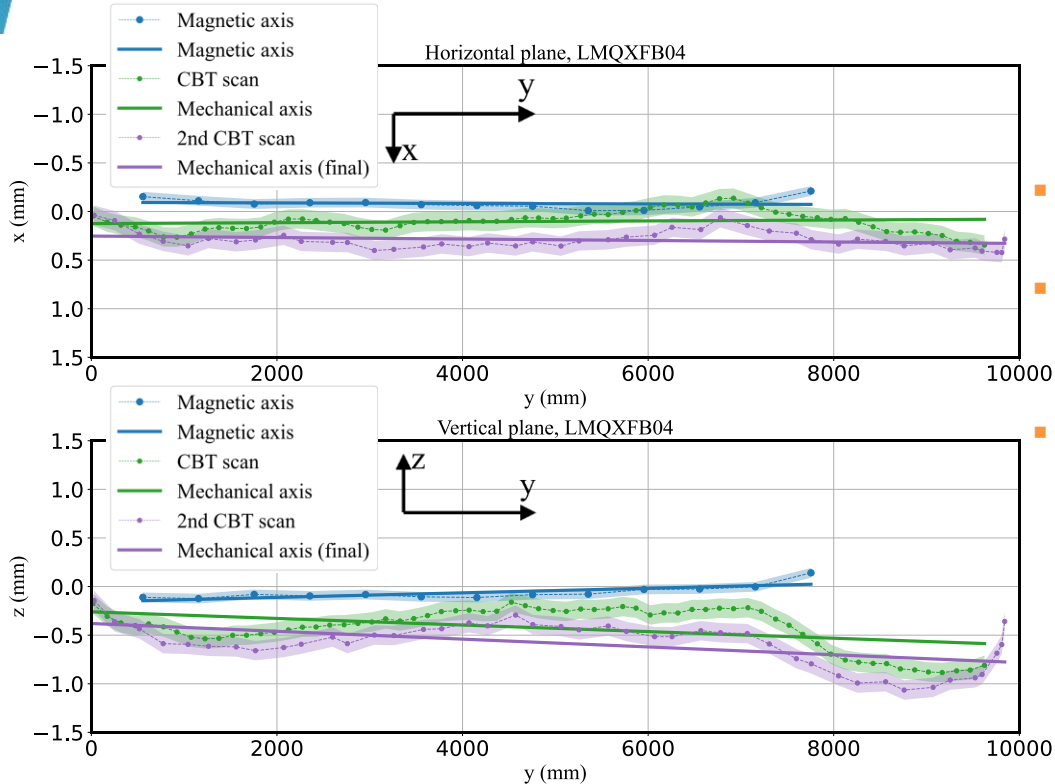 Magnetic axis
Magnetic axis
CBT scan
Mechanical axis
2nd CBT scan
Mechanical axis (final)
Horizontal plane, LMQXFB04
y
x
−1.5
−1.0
−0.5
0.0
0.5
1.0
1.5
x (mm)
0 2000 4000 6000 8000 10000
y (mm)
Magnetic axis
Magnetic axis
CBT scan
Mechanical axis
2nd CBT scan
Mechanical axis (final)
Vertical plane, LMQXFB04
z
y
1.5
1.0
0.5
0.0
−0.5
−1.0
−1.5
z (mm)
0 2000 4000 6000 8000 10000
y (mm)